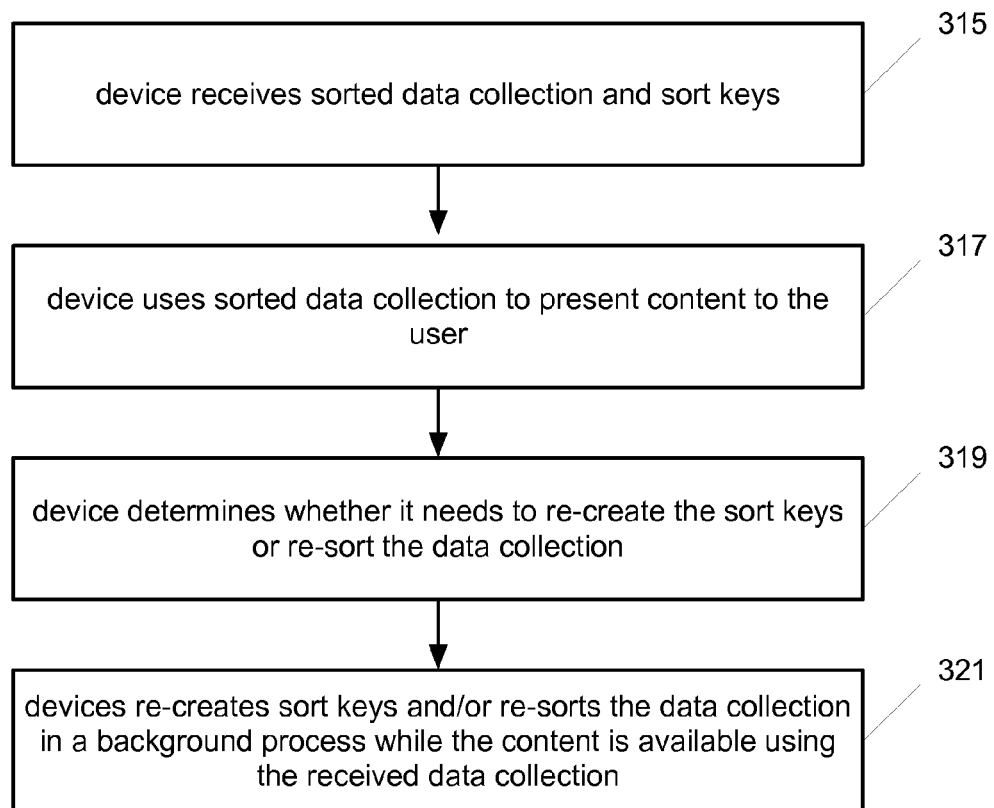 315
device receives sorted data collection and sort keys
317
device uses sorted data collection to present content to the
user
319
device determines whether it needs to re-create the sort keys
or re-sort the data collection
321
devices re-creates sort keys and/or re-sorts the data collection
in a background process while the content is available using
the received data collection